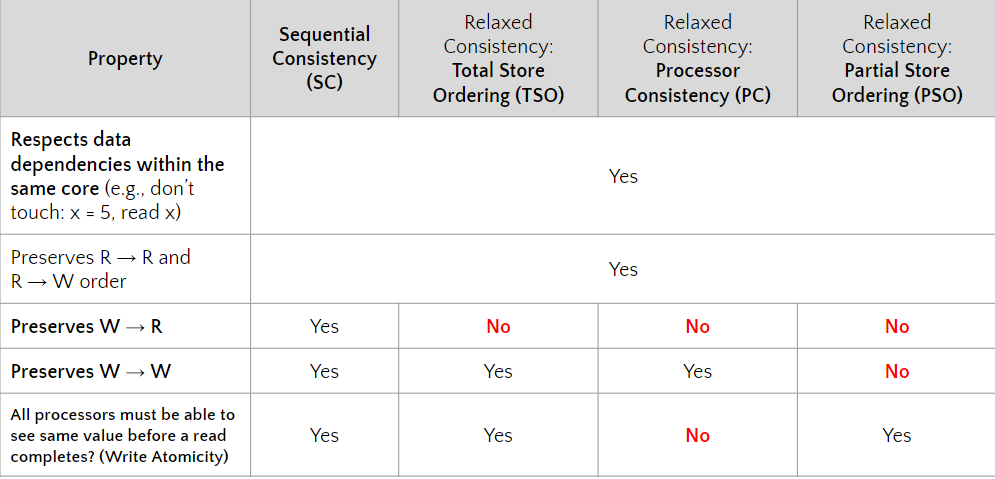 Property
Sequential
Consistency
(SC)
Relaxed
Consistency:
Total Store
Ordering (TSO)
Relaxed
Consistency:
Processor
Consistency (PC)
Relaxed
Consistency:
Partial Store
Ordering (PSO)
Respects data
dependencies within the
same core (e.g., don't
touch: x = 5, read x)
Yes
Preserves R → R and
R → W order
Yes
Preserves W → R
Yes
No
No
No
Preserves W → W
Yes
Yes
Yes
No
All processors must be able to
see same value before a read
completes? (Write Atomicity)
Yes
Yes
No
Yes